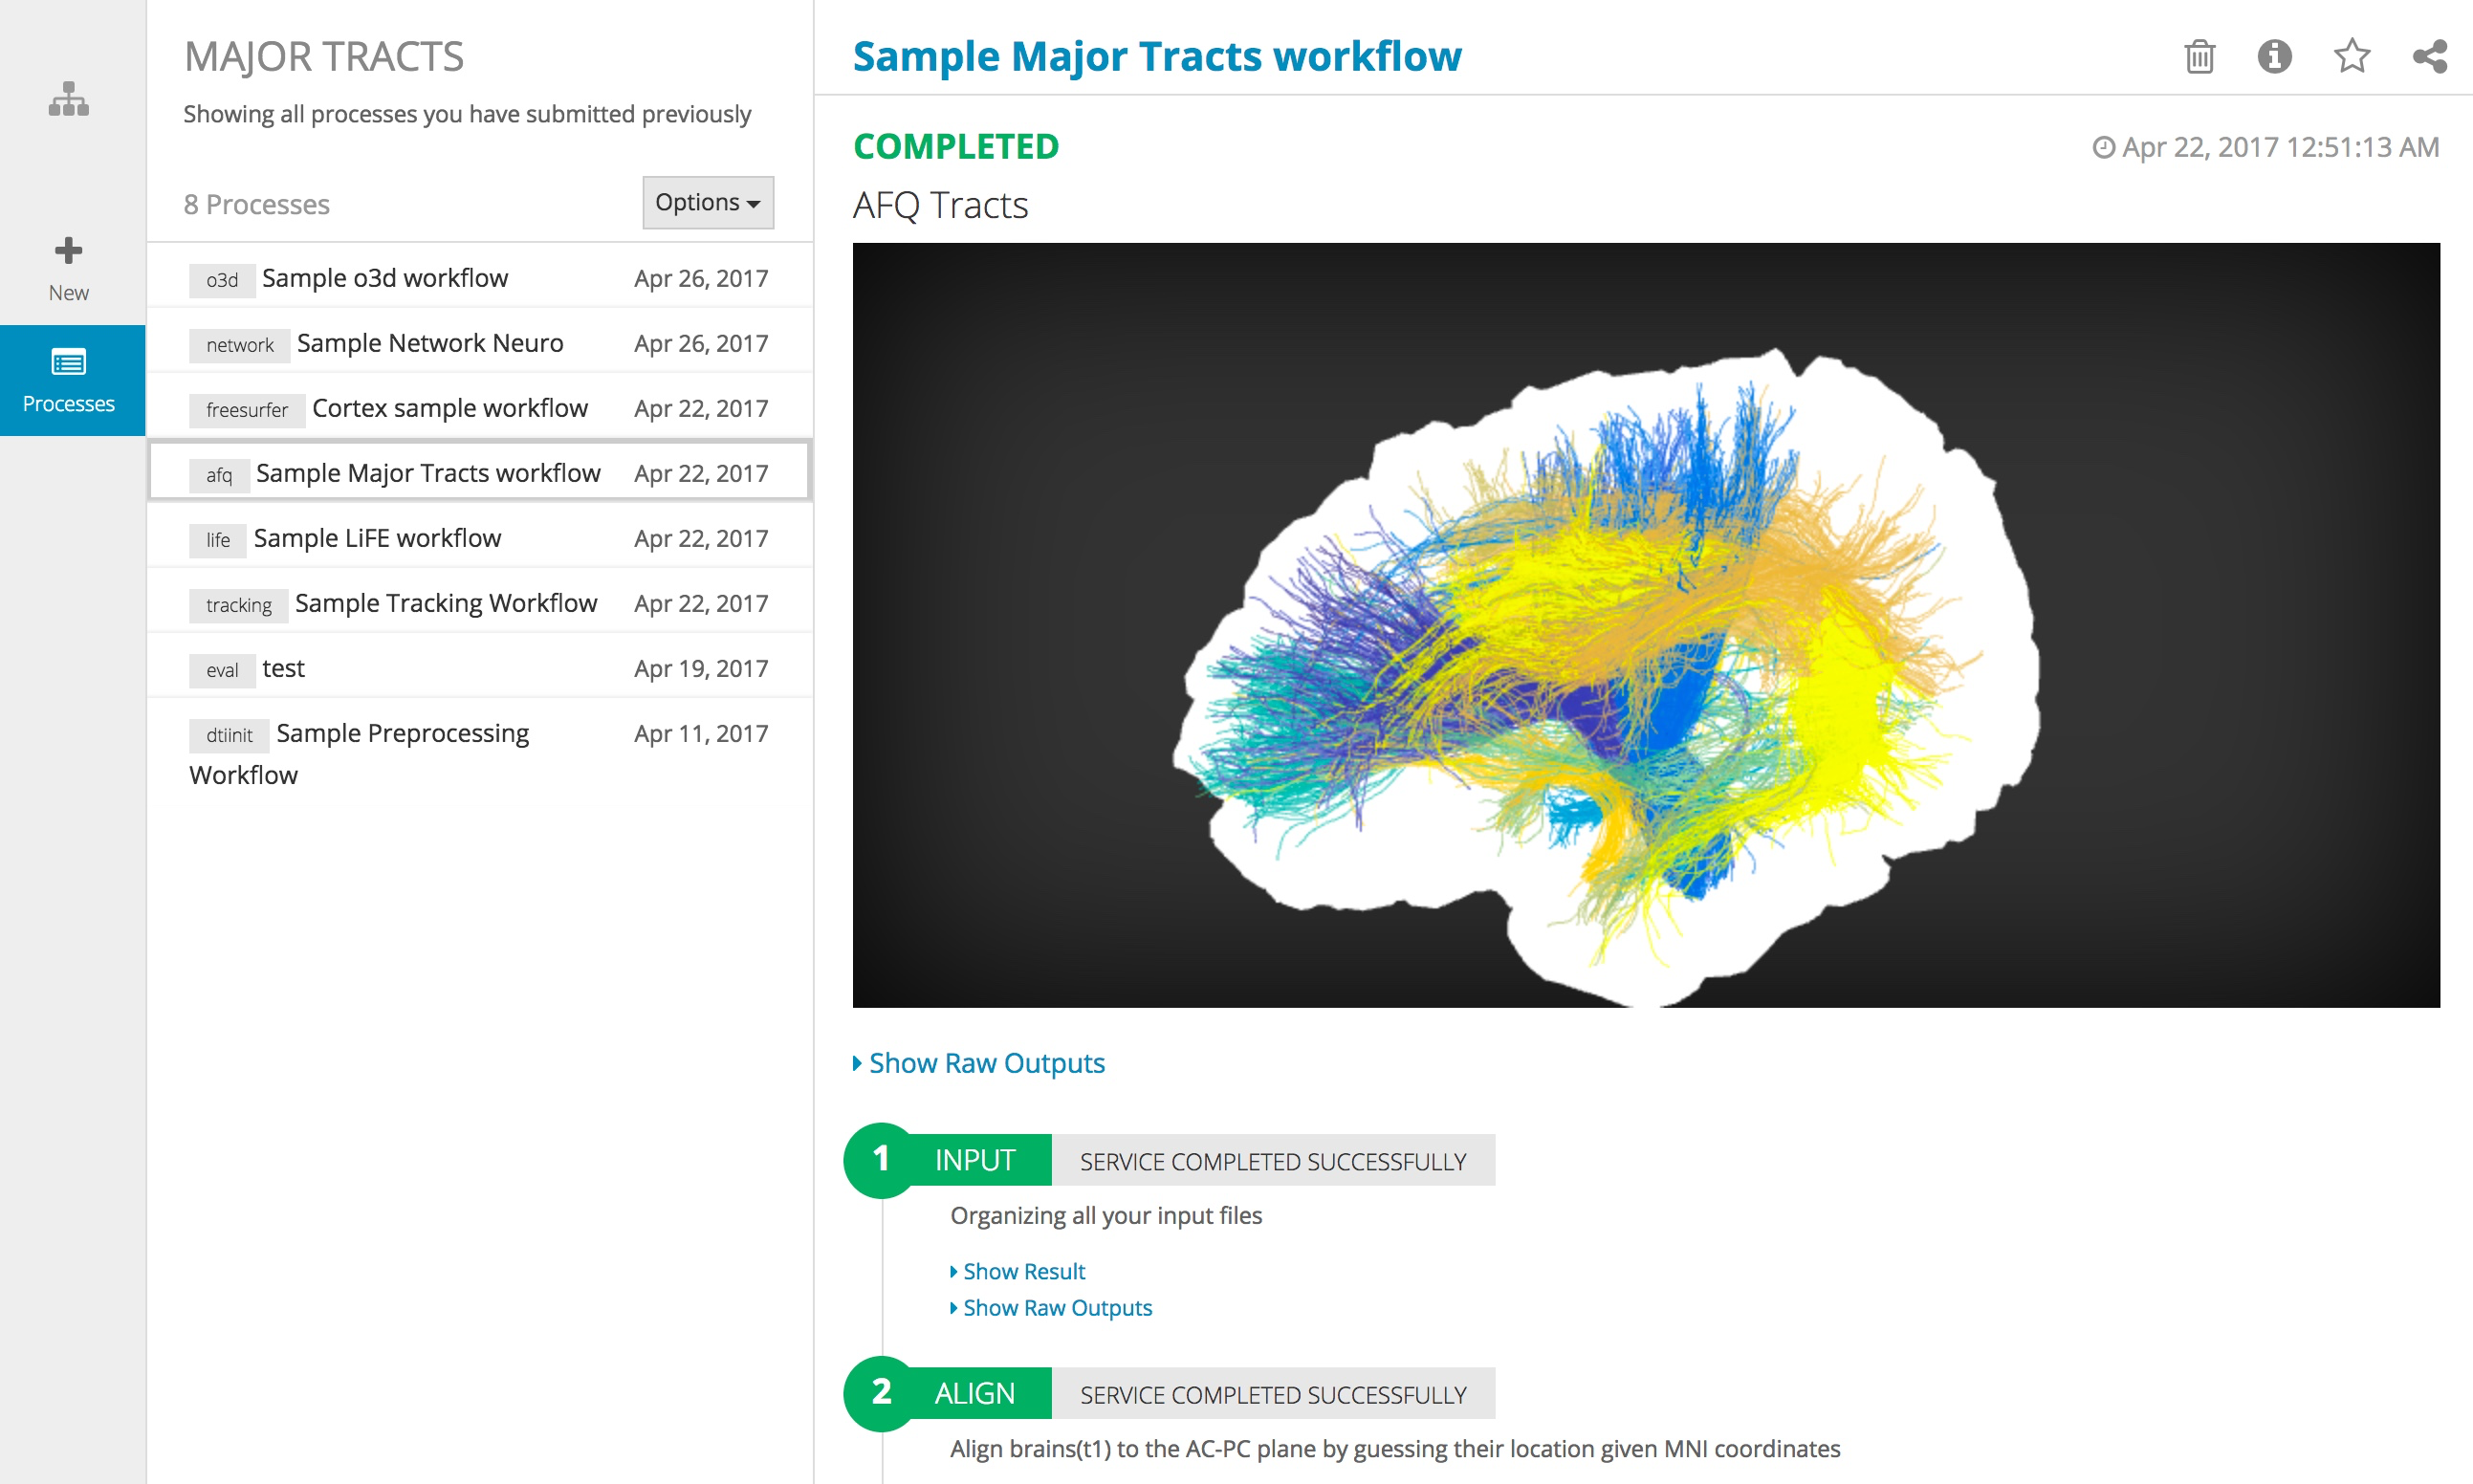 New
Processes
MAJOR TRACTS
Showing all processes you have submitted previously
8 Processes
Options
o3d Sample o3d workflow Apr 26, 2017
network Sample Network Neuro Apr 26, 2017
freesurfer Cortex sample workflow Apr 22, 2017
afq Sample Major Tracts workflow Apr 22, 2017
life Sample LiFE workflow Apr 22, 2017
tracking Sample Tracking Workflow Apr 22, 2017
eval test Apr 19, 2017
dtiinit Sample Preprocessing Apr 11, 2017
Workflow
Sample Major Tracts workflow
COMPLETED
Apr 22, 2017 12:51:13 AM
AFQ Tracts
Show Raw Outputs
1 INPUT SERVICE COMPLETED SUCCESSFULLY
Organizing all your input files
Show Result
Show Raw Outputs
2 ALIGN SERVICE COMPLETED SUCCESSFULLY
Align brains(t1) to the AC-PC plane by guessing their location given MNI coordinates